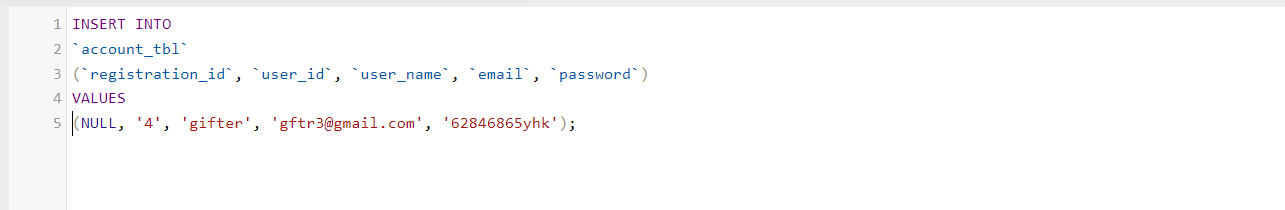 1 INSERT INTO
2 `account_tbl`
3 (`registration_id`, `user_id`, `user_name`, `email`, `password`)
4 VALUES
5 (NULL, '4', 'gifter', 'gftr3@gmail.com', '62846865yhk');